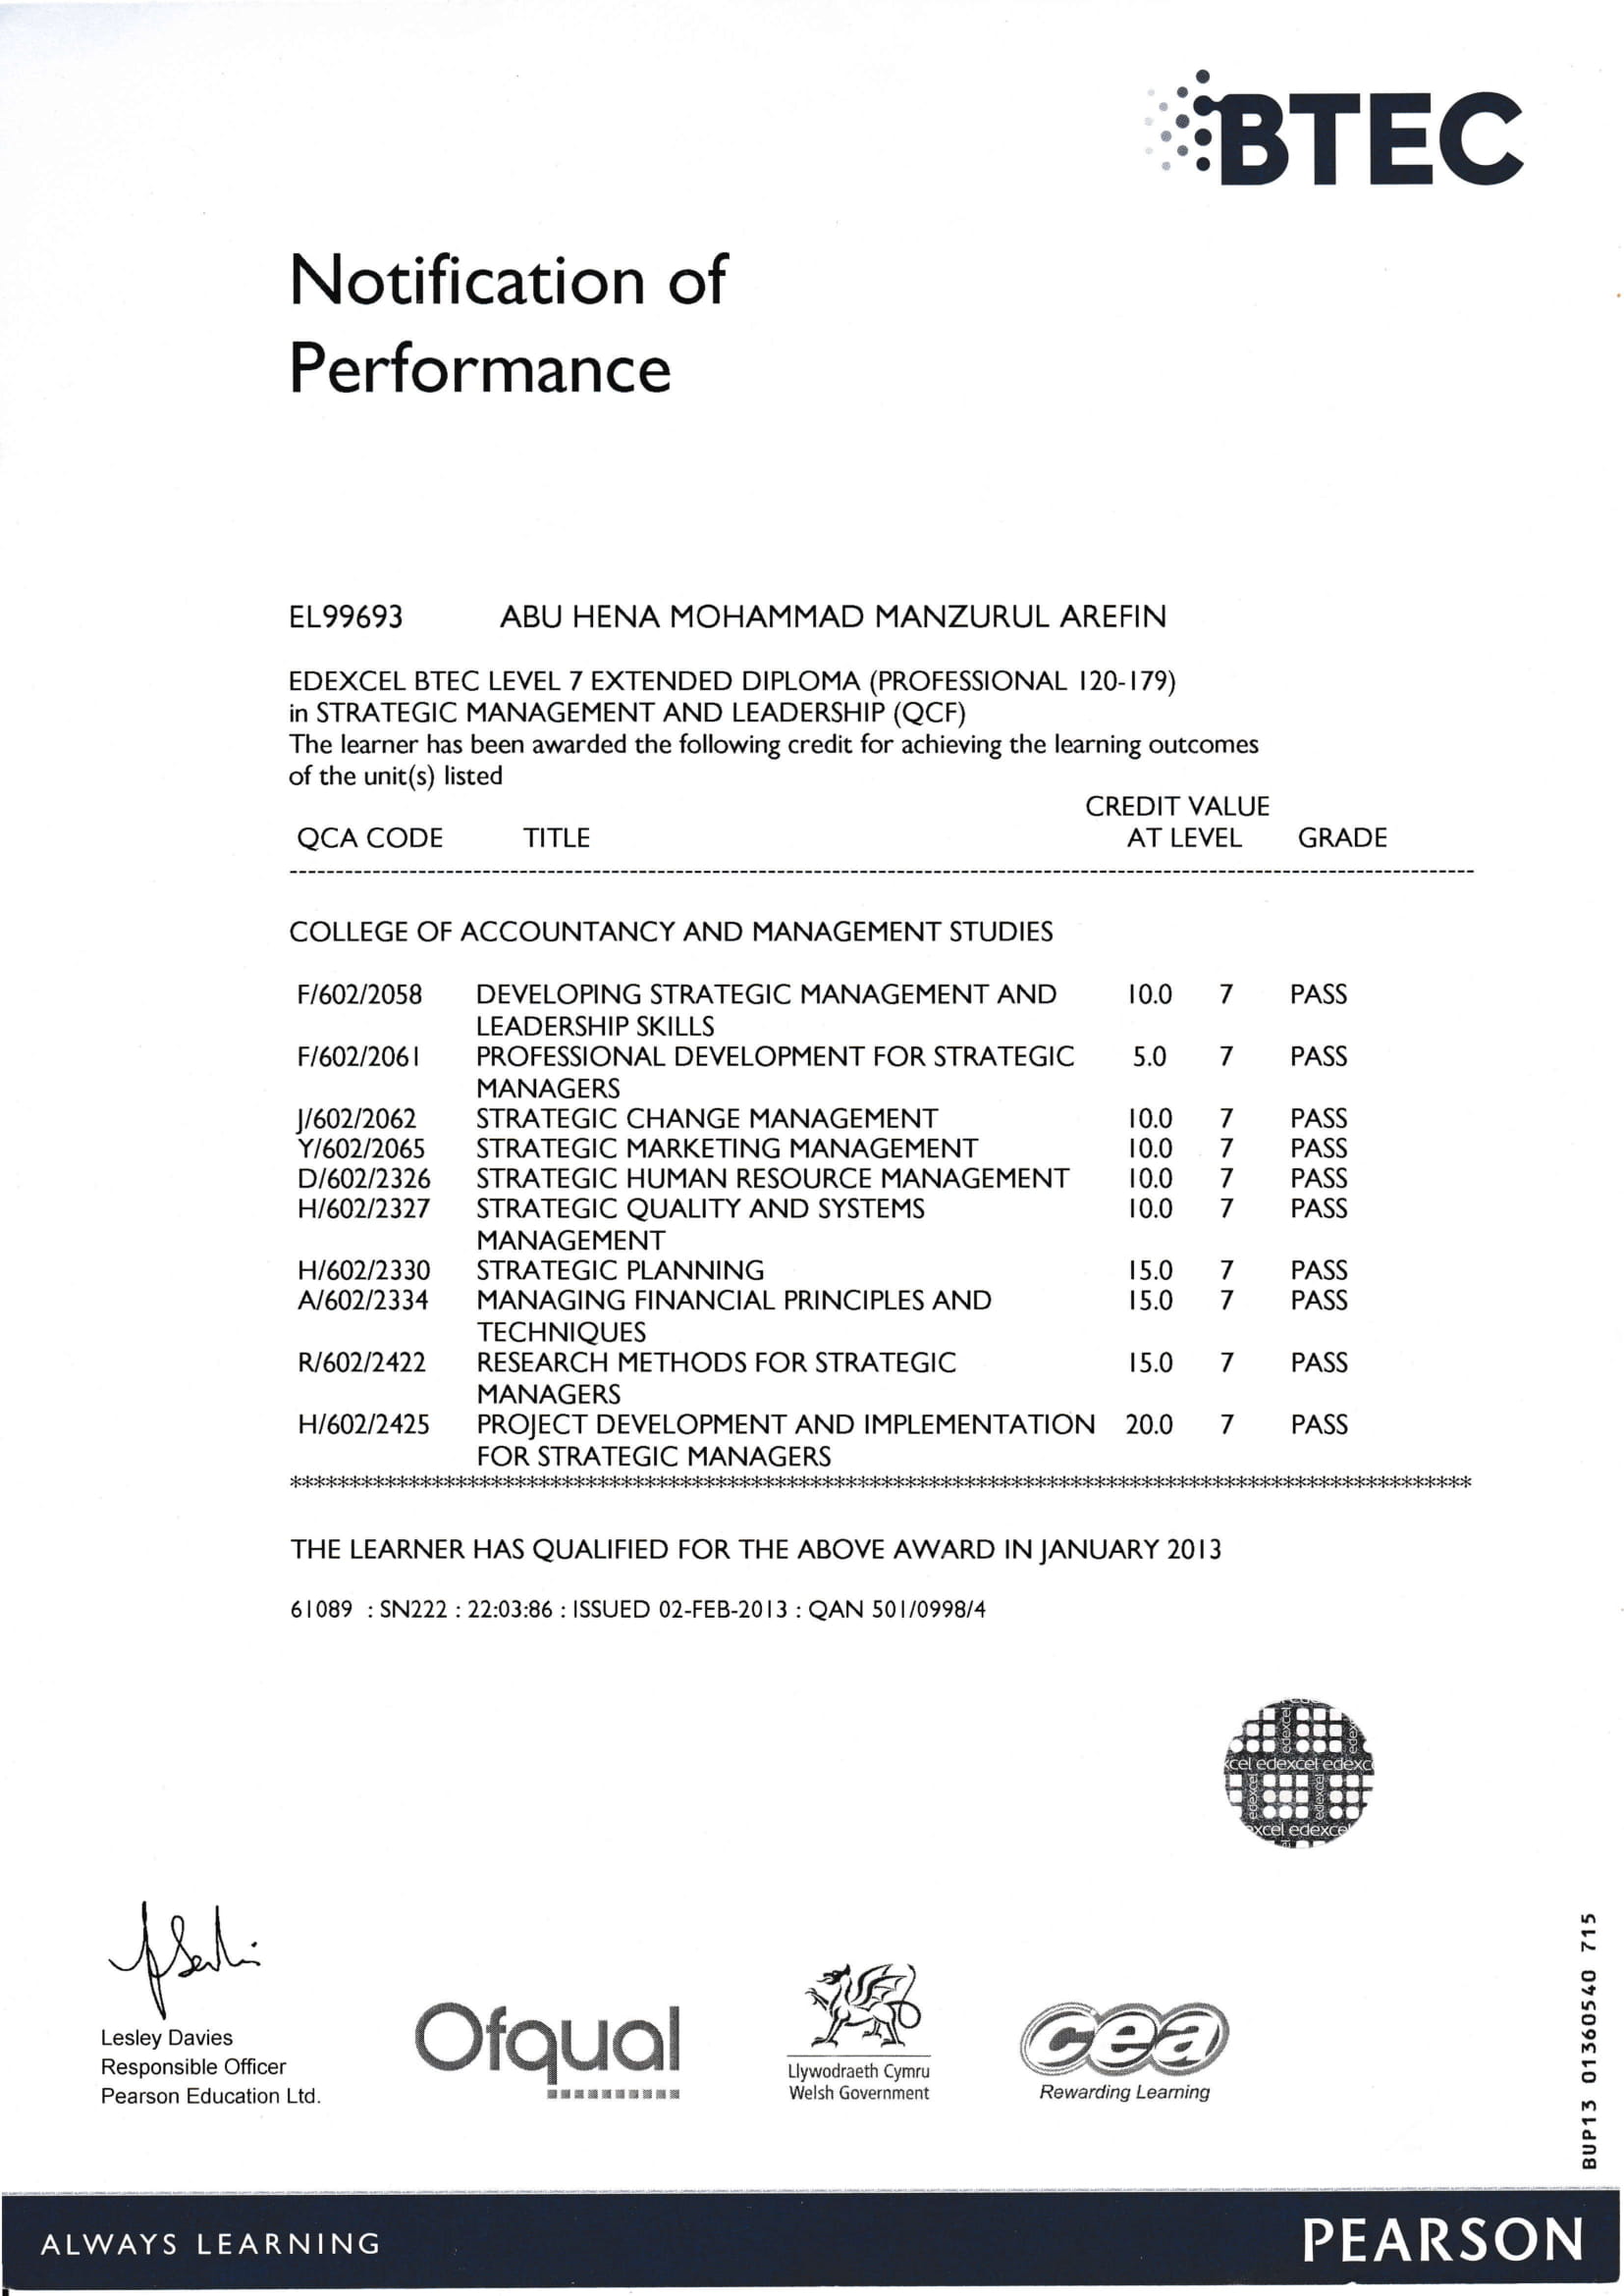 BTEC
Notification of
Performance
EL99693 ABU HENA MOHAMMAD MANZURUL AREFIN
EDEXCEL BTEC LEVEL 7 EXTENDED DIPLOMA (PROFESSIONAL 120-179)
in STRATEGIC MANAGEMENT AND LEADERSHIP (QCF)
The learner has been awarded the following credit for achieving the learning outcomes
of the unit(s) listed
CREDIT VALUE
QCA CODE TITLE AT LEVEL GRADE
COLLEGE OF ACCOUNTANCY AND MANAGEMENT STUDIES
F/602/2058 DEVELOPING STRATEGIC MANAGEMENT AND 10.0 7 PASS
LEADERSHIP SKILLS
F/602/2061 PROFESSIONAL DEVELOPMENT FOR STRATEGIC 5.0 7 PASS
MANAGERS
J/602/2062 STRATEGIC CHANGE MANAGEMENT 10.0 7 PASS
Y/602/2065 STRATEGIC MARKETING MANAGEMENT 10.0 7 PASS
D/602/2326 STRATEGIC HUMAN RESOURCE MANAGEMENT 10.0 7 PASS
H/602/2327 STRATEGIC QUALITY AND SYSTEMS 10.0 7 PASS
MANAGEMENT
H/602/2330 STRATEGIC PLANNING 15.0 7 PASS
A/602/2334 MANAGING FINANCIAL PRINCIPLES AND 15.0 7 PASS
TECHNIQUES
R/602/2422 RESEARCH METHODS FOR STRATEGIC 15.0 7 PASS
MANAGERS
H/602/2425 PROJECT DEVELOPMENT AND IMPLEMENTATION 20.0 7 PASS
FOR STRATEGIC MANAGERS
THE LEARNER HAS QUALIFIED FOR THE ABOVE AWARD IN JANUARY 2013
61089 : SN222 : 22:03:86 : ISSUED 02-FEB-2013 : QAN 501/0998/4
edexcel
Lesley Davies
Responsible Officer
Pearson Education Ltd.
Ofqual
Llywodraeth Cymru
Welsh Government
cea
Rewarding Learning
BUP13 01360540 715
ALWAYS LEARNING
PEARSON